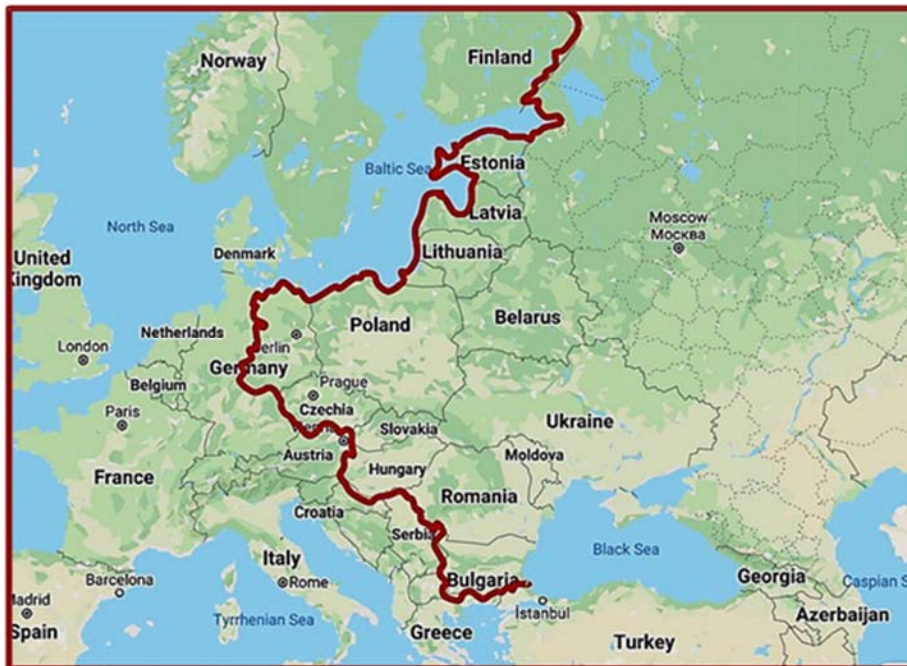 Norway
Finland
Baltic Sea
Estonia
North Sea
Latvia
Moscow
Москва
Denmark
Lithuania
United
Kingdom
Netherlands
Poland
Belarus
London
Berlin
Germany
Belgium
Prague
Paris
Czechia
Ukraine
Slovakia
Austria
France
Hungary
Moldova
Romania
Croatia
Serbia
Italy
Black Sea
Barcelona
Rome
Bulgaria
Georgia
Caspian Sea
Madrid
İstanbul
Tyrrhenian Sea
Azerbaijan
Spain
Greece
Turkey